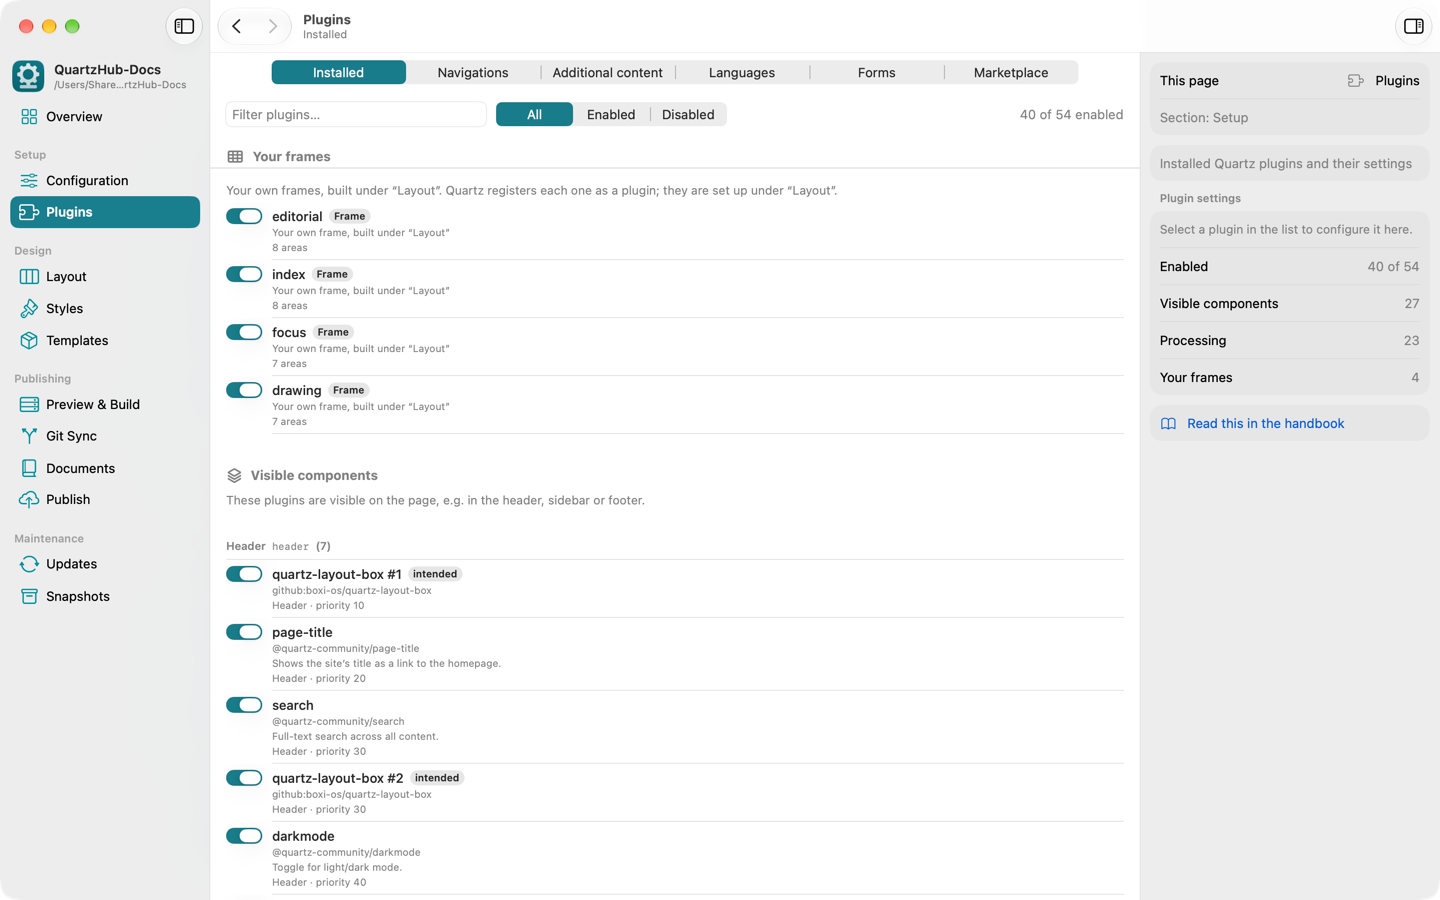 Plugins
Installed
QuartzHub-Docs
/Users/Share...rtzHub-Docs
Overview
Setup
Configuration
Plugins
Design
Layout
Styles
Templates
Publishing
Preview & Build
Git Sync
Documents
Publish
Maintenance
Updates
Snapshots
Installed
Navigations
Additional content
Languages
Forms
Marketplace
Filter plugins...
All
Enabled
Disabled
40 of 54 enabled
Your frames
Your own frames, built under “Layout”. Quartz registers each one as a plugin; they are set up under “Layout”.
editorial Frame
Your own frame, built under “Layout”
8 areas
index Frame
Your own frame, built under “Layout”
8 areas
focus Frame
Your own frame, built under “Layout”
7 areas
drawing Frame
Your own frame, built under “Layout”
7 areas
Visible components
These plugins are visible on the page, e.g. in the header, sidebar or footer.
Header header (7)
quartz-layout-box #1 intended
github:boxi-os/quartz-layout-box
Header · priority 10
page-title
@quartz-community/page-title
Shows the site’s title as a link to the homepage.
Header · priority 20
search
@quartz-community/search
Full-text search across all content.
Header · priority 30
quartz-layout-box #2 intended
github:boxi-os/quartz-layout-box
Header · priority 30
darkmode
@quartz-community/darkmode
Toggle for light/dark mode.
Header · priority 40
This page Plugins
Section: Setup
Installed Quartz plugins and their settings
Plugin settings
Select a plugin in the list to configure it here.
Enabled 40 of 54
Visible components 27
Processing 23
Your frames 4
Read this in the handbook